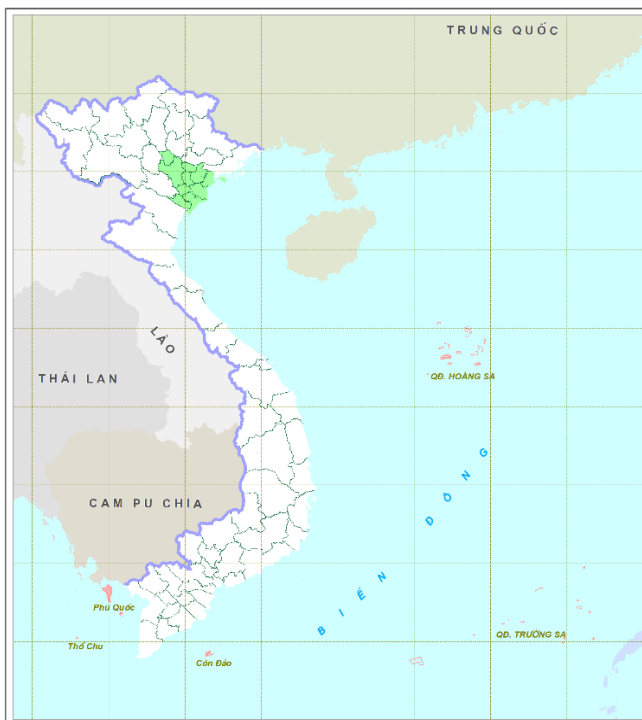 TRUNG QUỐC
LÀO
THÁI LAN
QĐ. HOÀNG SA
CAM PU CHIA
BIỂN ĐÔNG
Phú Quốc
Thổ Chu
Côn Đảo
QĐ. TRƯỜNG SA